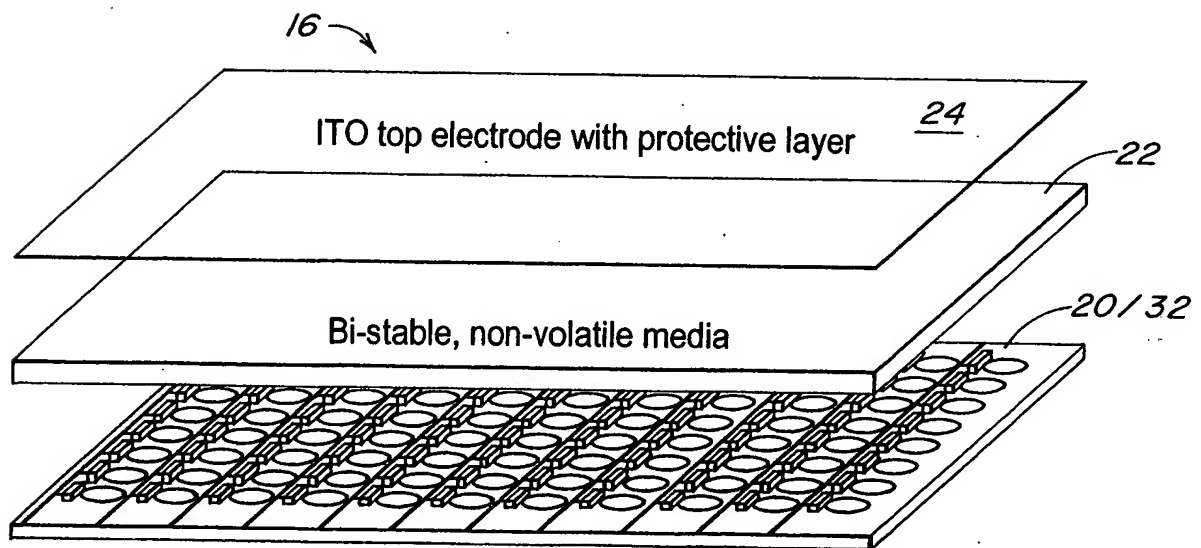 16
24
ITO top electrode with protective layer
22
Bi-stable, non-volatile media
20/32